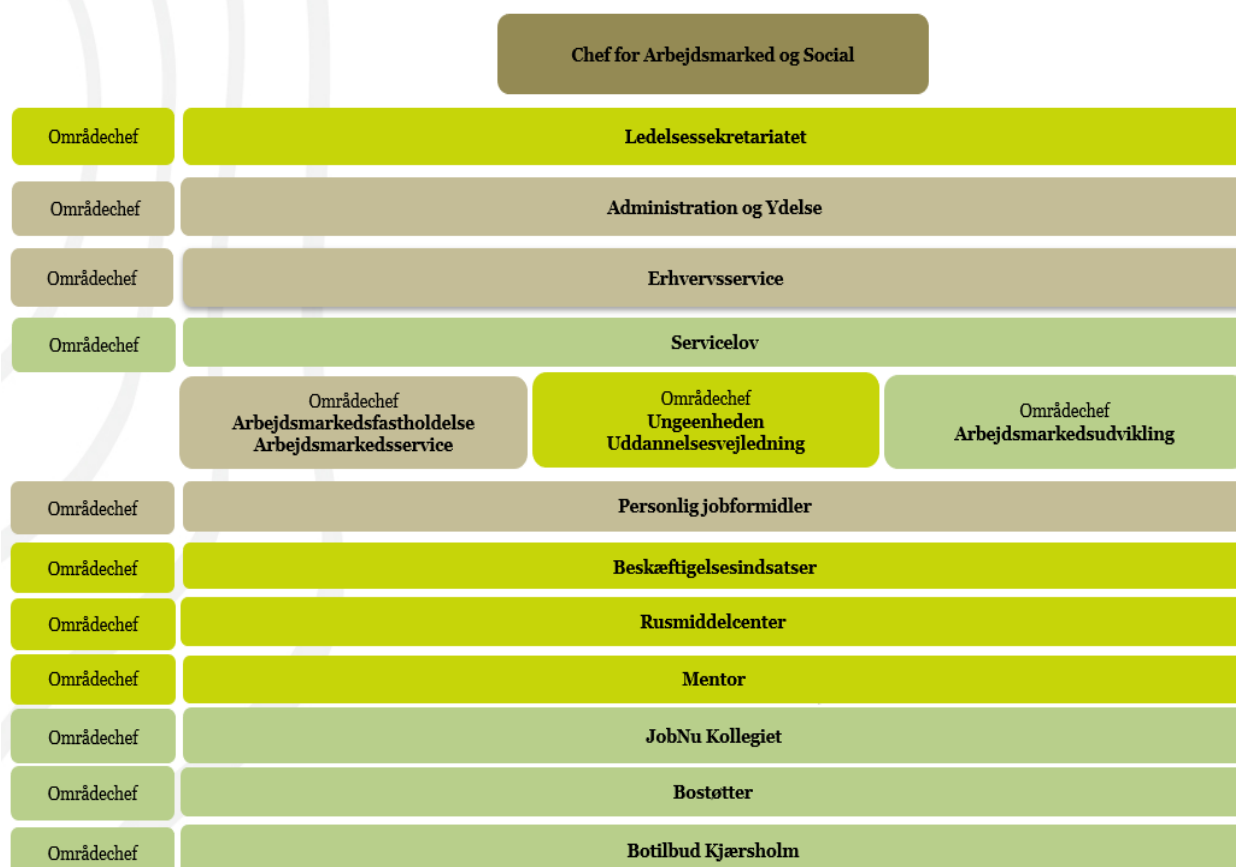 Chef for Arbejdsmarked og Social
Områdechef
Ledelsessekretariatet
Områdechef
Administration og Ydelse
Områdechef
Erhvervsservice
Områdechef
Servicelov
Områdechef
Arbejdsmarkedsfastholdelse
Arbejdsmarkedsservice
Områdechef
Ungeenheden
Uddannelsesvejledning
Områdechef
Arbejdsmarkedsudvikling
Områdechef
Personlig jobformidler
Områdechef
Beskæftigelsesindsatser
Områdechef
Rusmiddelcenter
Områdechef
Mentor
Områdechef
JobNu Kollegiet
Områdechef
Bostøtter
Områdechef
Botilbud Kjærsholm